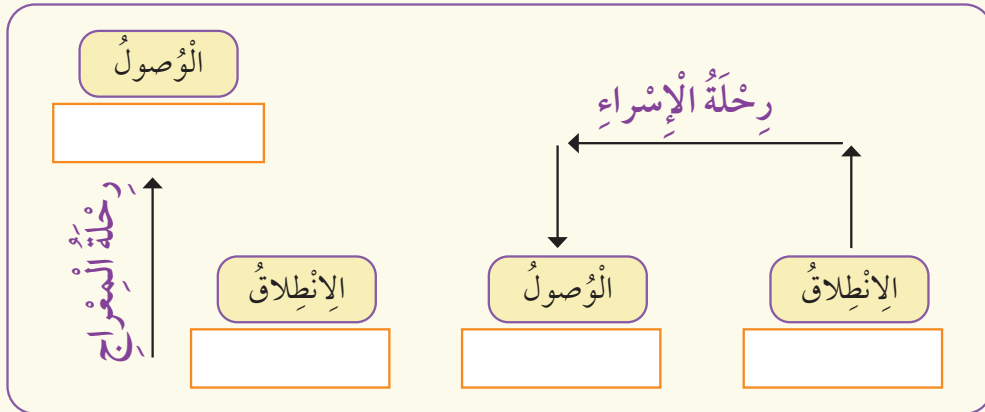 الْوُصولُ
رِحْلَةُ الْإِسْراءِ
رِحْلَةُ الْمِعْراجِ
الِانْطِلاقُ
الْوُصولُ
الِانْطِلاقُ